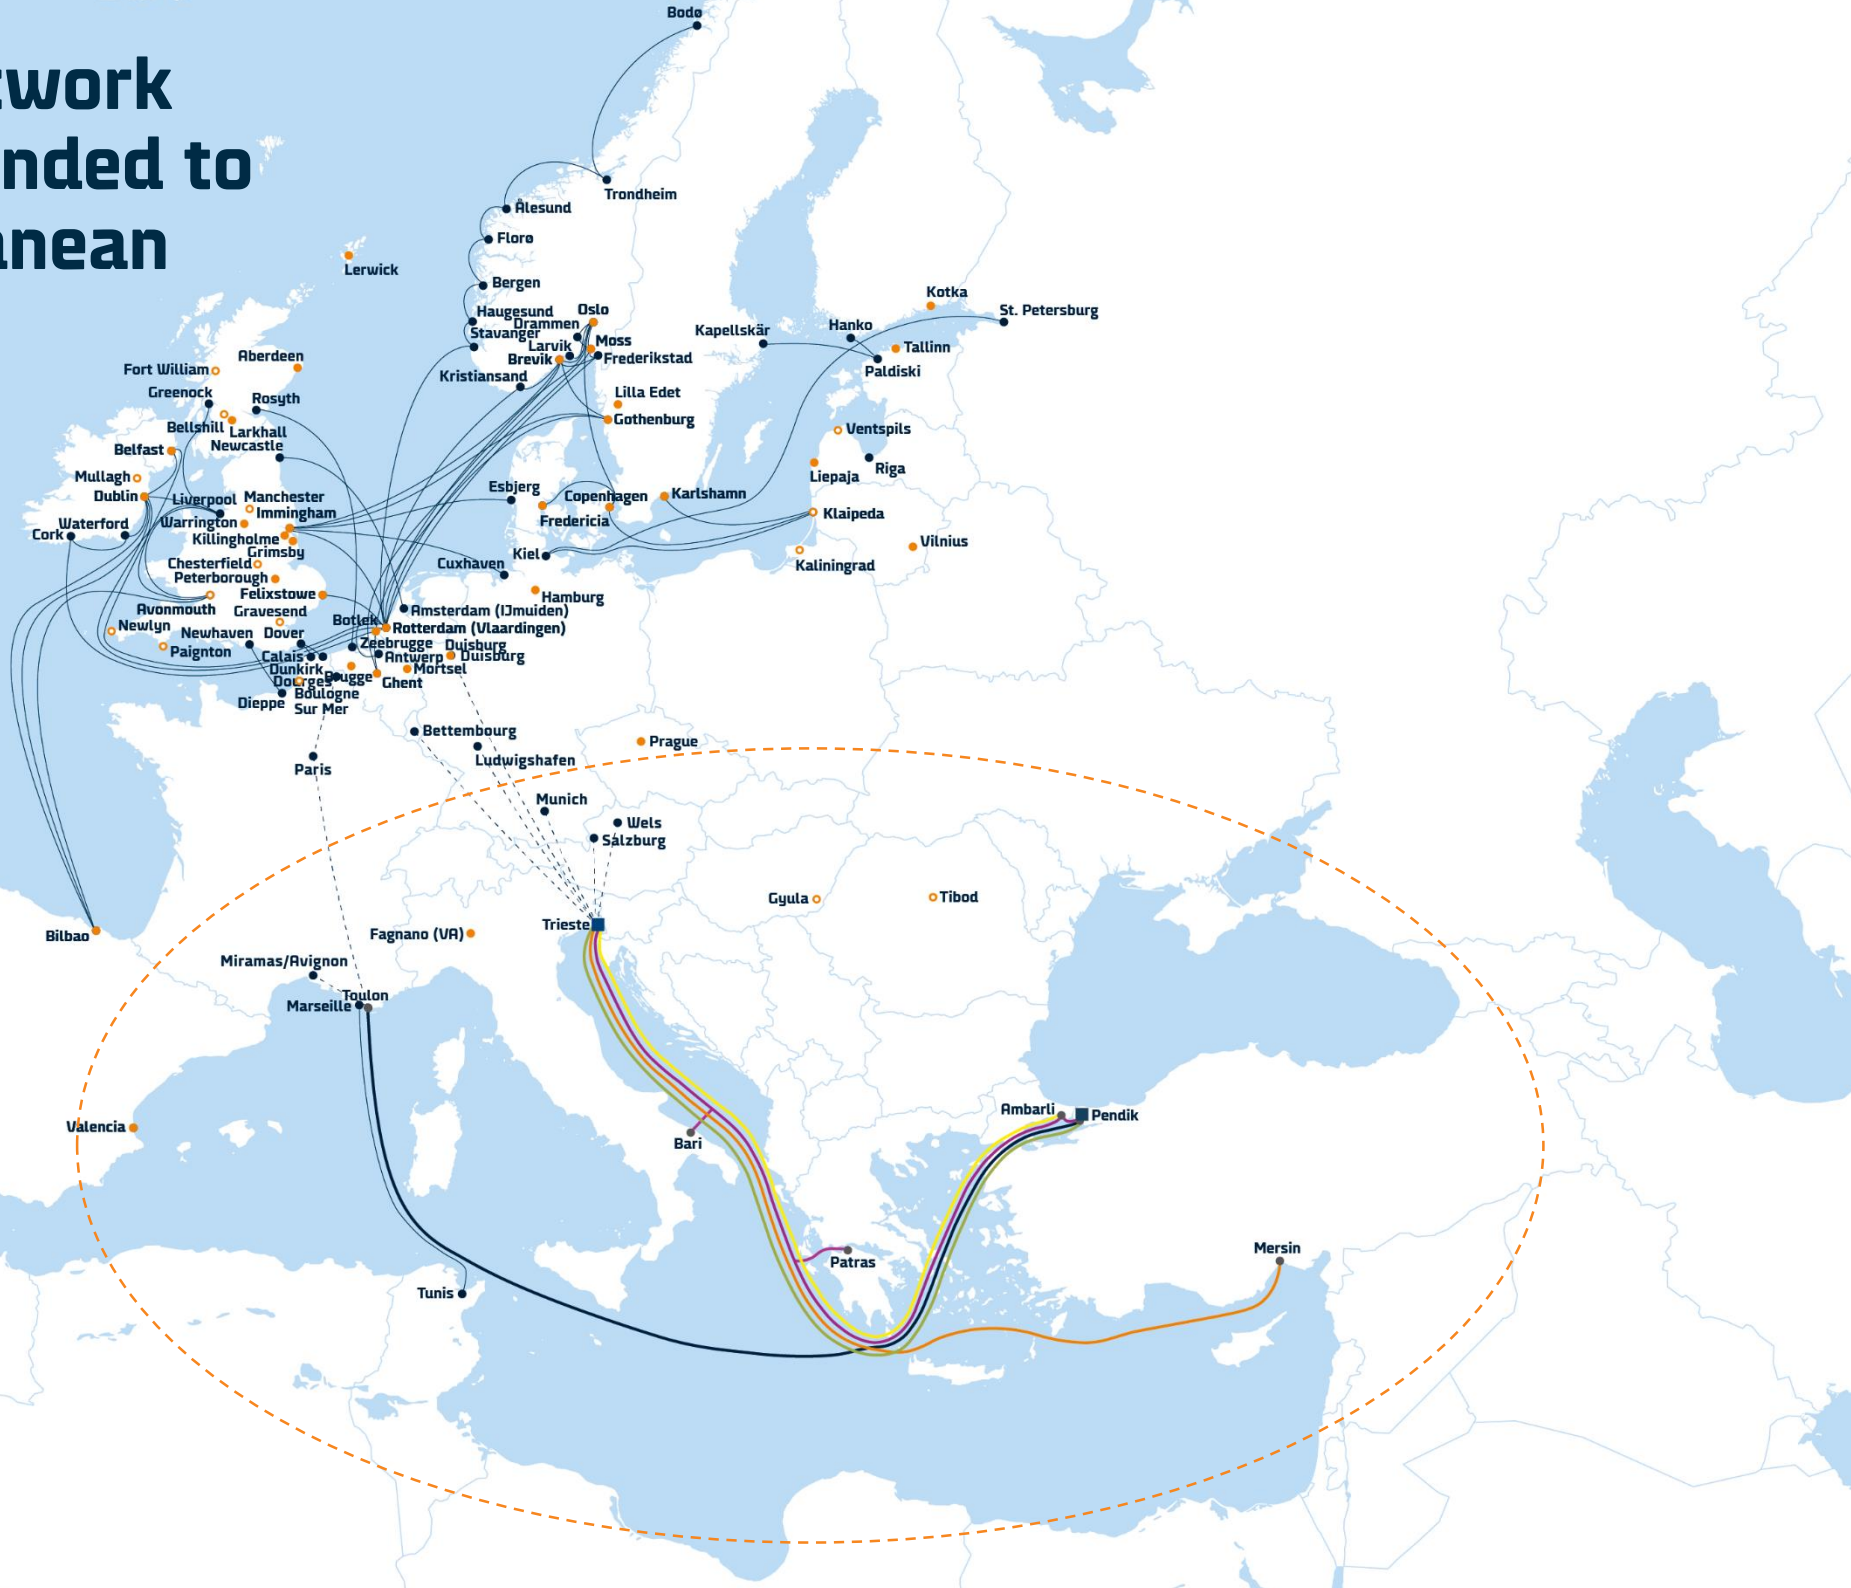 twork
nded to
anean
Bodø
Trondheim
Ålesund
Florø
Bergen
Haugesund
Stavanger
Oslo
Drammen
Larvik
Moss
Brevik
Frederikstad
Kristiansand
Lerwick
Kotka
St. Petersburg
Kapellskär
Hanko
Tallinn
Paldiski
Lilla Edet
Gothenburg
Ventspils
Riga
Liepaja
Klaipeda
Kaliningrad
Vilnius
Karlshamn
Copenhagen
Fredericia
Esbjerg
Kiel
Cuxhaven
Hamburg
Aberdeen
Fort William
Greenock
Rosyth
Bellshill
Larkhall
Newcastle
Belfast
Mullagh
Dublin
Liverpool
Manchester
Immingham
Warrington
Killingholme
Grimsby
Waterford
Cork
Chesterfield
Peterborough
Felixstowe
Avonmouth
Gravesend
Newlyn
Newhaven
Dover
Paignton
Calais
Dunkirk
Dourges
Brugge
Boulogne
Sur Mer
Dieppe
Botlek
Amsterdam (IJmuiden)
Rotterdam (Vlaardingen)
Zeebrugge
Duisburg
Antwerp
Duisburg
Mortsel
Ghent
Bettembourg
Ludwigshafen
Paris
Prague
Munich
Wels
Salzburg
Gyula
Tibod
Trieste
Fagnano (VA)
Bilbao
Miramas/Avignon
Toulon
Marseille
Valencia
Bari
Ambarli
Pendik
Patras
Mersin
Tunis